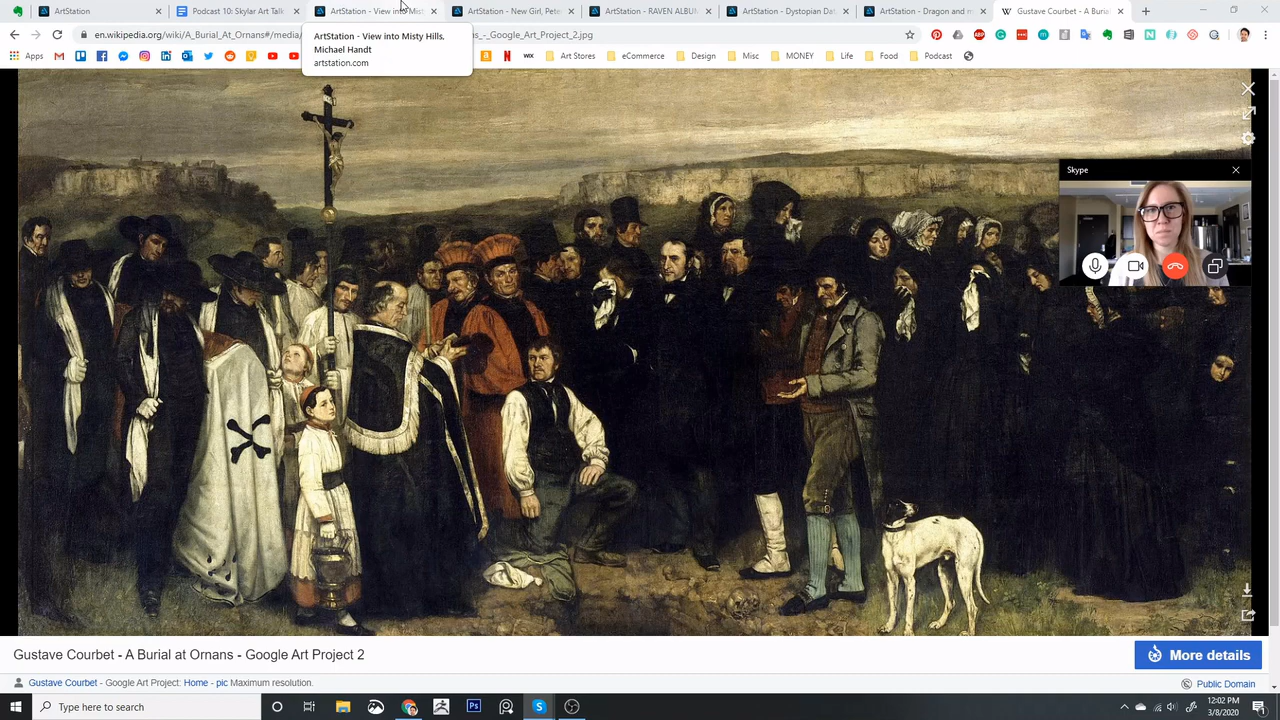 ArtStation
Podcast 10: Skylar Art Talk
ArtStation - View into Mist
ArtStation - New Girl, Pete
ArtStation - RAVEN ALBUM
ArtStation - Dystopian Dat
ArtStation - Dragon and m
Gustave Courbet - A Burial
en.wikipedia.org/wiki/A_Burial_At_Ornans#/media/
_-_Google_Art_Project_2.jpg
ArtStation - View into Misty Hills,
Michael Handt
artstation.com
Apps
WIX
Art Stores
eCommerce
Design
Misc
MONEY
Life
Food
Podcast
Skype
Gustave Courbet - A Burial at Ornans - Google Art Project 2
More details
Gustave Courbet - Google Art Project: Home - pic Maximum resolution.
Public Domain
Type here to search
12:02 PM
3/8/2020